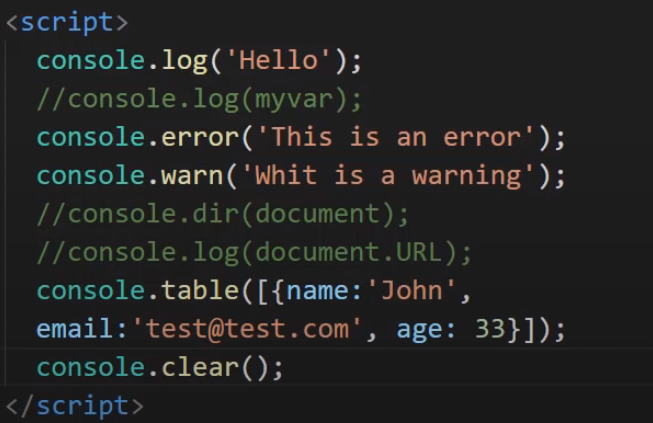 <script>
console.log('Hello');
//console.log(myvar);
console.error('This is an error');
console.warn('Whit is a warning');
//console.dir(document);
//console.log(document.URL);
console.table([{name:'John',
email:'test@test.com', age: 33}]);
console.clear();
</script>